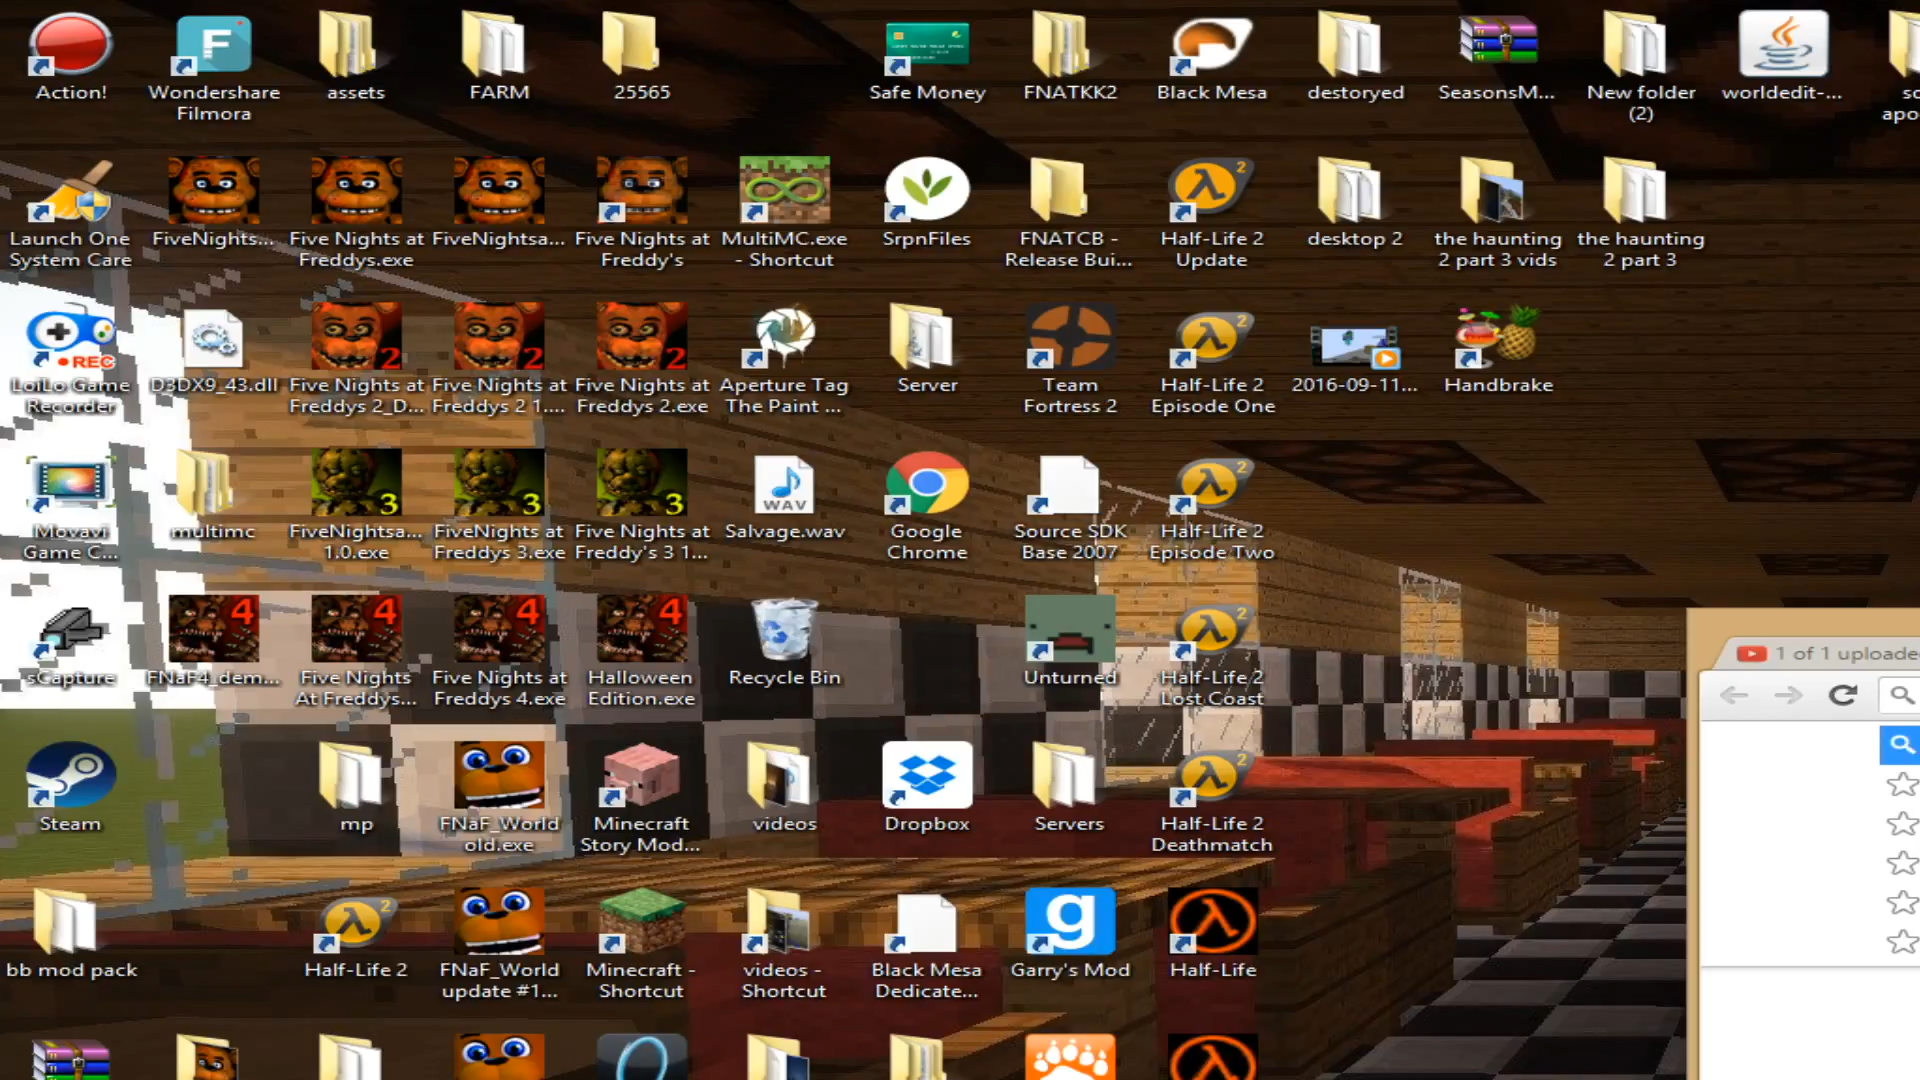 Action!
Wondershare
Filmora
assets
FARM
25565
Safe Money
FNATKK2
Black Mesa
destoryed
SeasonsM...
New folder
(2)
worldedit-...
Launch One
System Care
FiveNights...
Five Nights at
Freddys.exe
FiveNightsa...
Five Nights at
Freddy's
MultiMC.exe
- Shortcut
SrpnFiles
FNATCB -
Release Bui...
Half-Life 2
Update
desktop 2
the haunting
2 part 3 vids
the haunting
2 part 3
REC
LoiLo Game
Recorder
D3DX9_43.dll
Five Nights at
Freddys 2_D...
Five Nights at
Freddys 2 1....
Five Nights at
Freddys 2.exe
Aperture Tag
The Paint ...
Server
Team
Fortress 2
Half-Life 2
Episode One
2016-09-11...
Handbrake
Movavi
Game C...
multimc
FiveNightsa...
1.0.exe
FiveNights at
Freddys 3.exe
Five Nights at
Freddy's 3 1...
WAV
Salvage.wav
Google
Chrome
Source SDK
Base 2007
Half-Life 2
Episode Two
sCapture
FNaF4_dem...
Five Nights
At Freddys...
Five Nights at
Freddys 4.exe
Halloween
Edition.exe
Recycle Bin
Unturned
Half-Life 2
Lost Coast
1 of 1 uploade
Steam
mp
FNaF_World
old.exe
Minecraft
Story Mod...
videos
Dropbox
Servers
Half-Life 2
Deathmatch
bb mod pack
Half-Life 2
FNaF_World
update #1...
Minecraft -
Shortcut
videos -
Shortcut
Black Mesa
Dedicate...
Garry's Mod
Half-Life